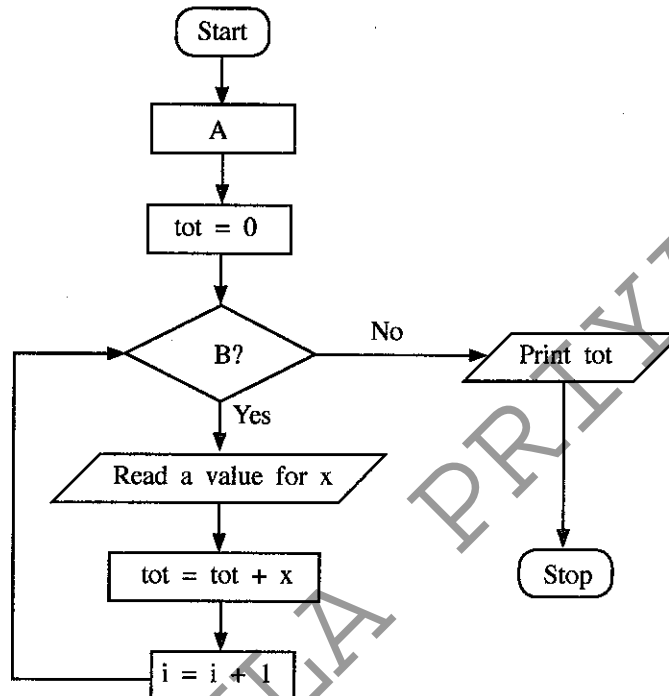 Start
A
tot = 0
B?
No
Print tot
Yes
Read a value for x
tot = tot + x
Stop
i = i + 1